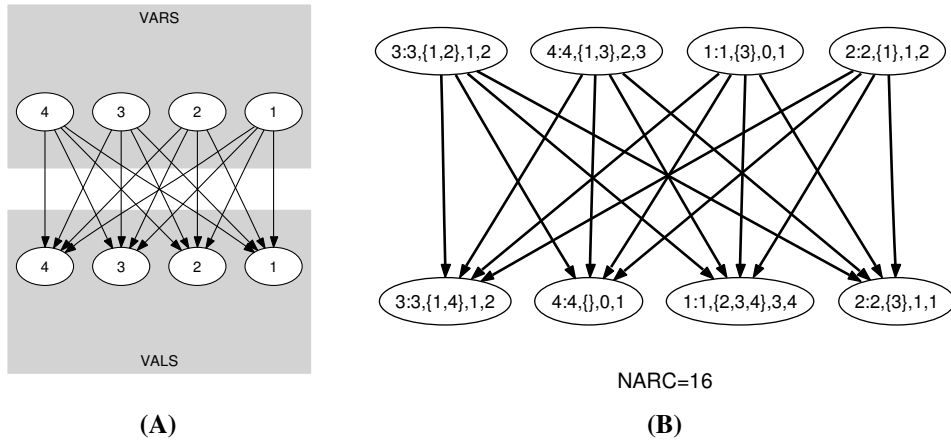 VARS
4 3 2 1
4 3 2 1
VALS
(A)
3:3,{1,2},1,2 4:4,{1,3},2,3 1:1,{3},0,1 2:2,{1},1,2
3:3,{1,4},1,2 4:4,{},0,1 1:1,{2,3,4},3,4 2:2,{3},1,1
NARC=16
(B)